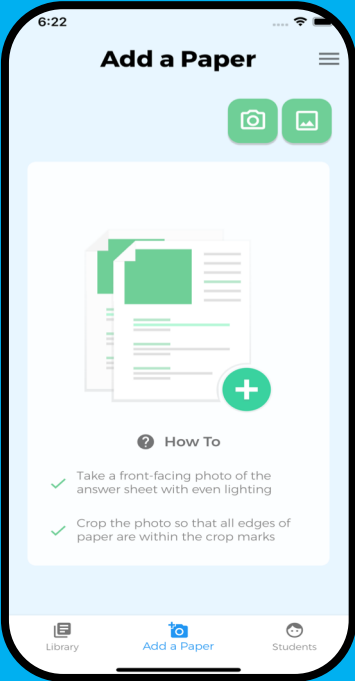 6:22
Add a Paper
How To
Take a front-facing photo of the
answer sheet with even lighting
Crop the photo so that all edges of
paper are within the crop marks
Library
Add a Paper
Students